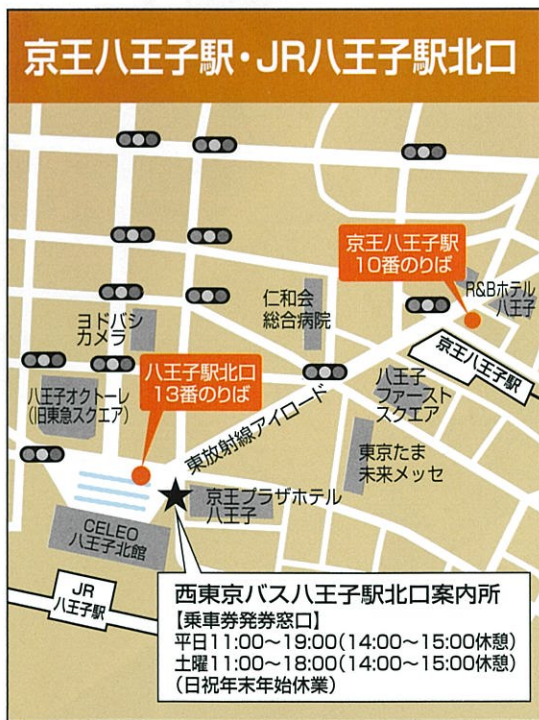 京王八王子駅・JR八王子駅北口
京王八王子駅
10番のりば
R&Bホテル
八王子
仁和会
総合病院
ヨドバシ
カメラ
京王八王子駅
八王子駅北口
13番のりば
八王子オクトーレ
(旧東急スクエア)
八王子
ファースト
スクエア
東放射線アイロード
東京たま
未来メッセ
京王プラザホテル
八王子
CELEO
八王子北館
JR
八王子駅
西東京バス八王子駅北口案内所
【乗車券発券窓口】
平日11:00〜19:00(14:00〜15:00休憩)
土曜11:00〜18:00(14:00〜15:00休憩)
(日祝年末年始休業)